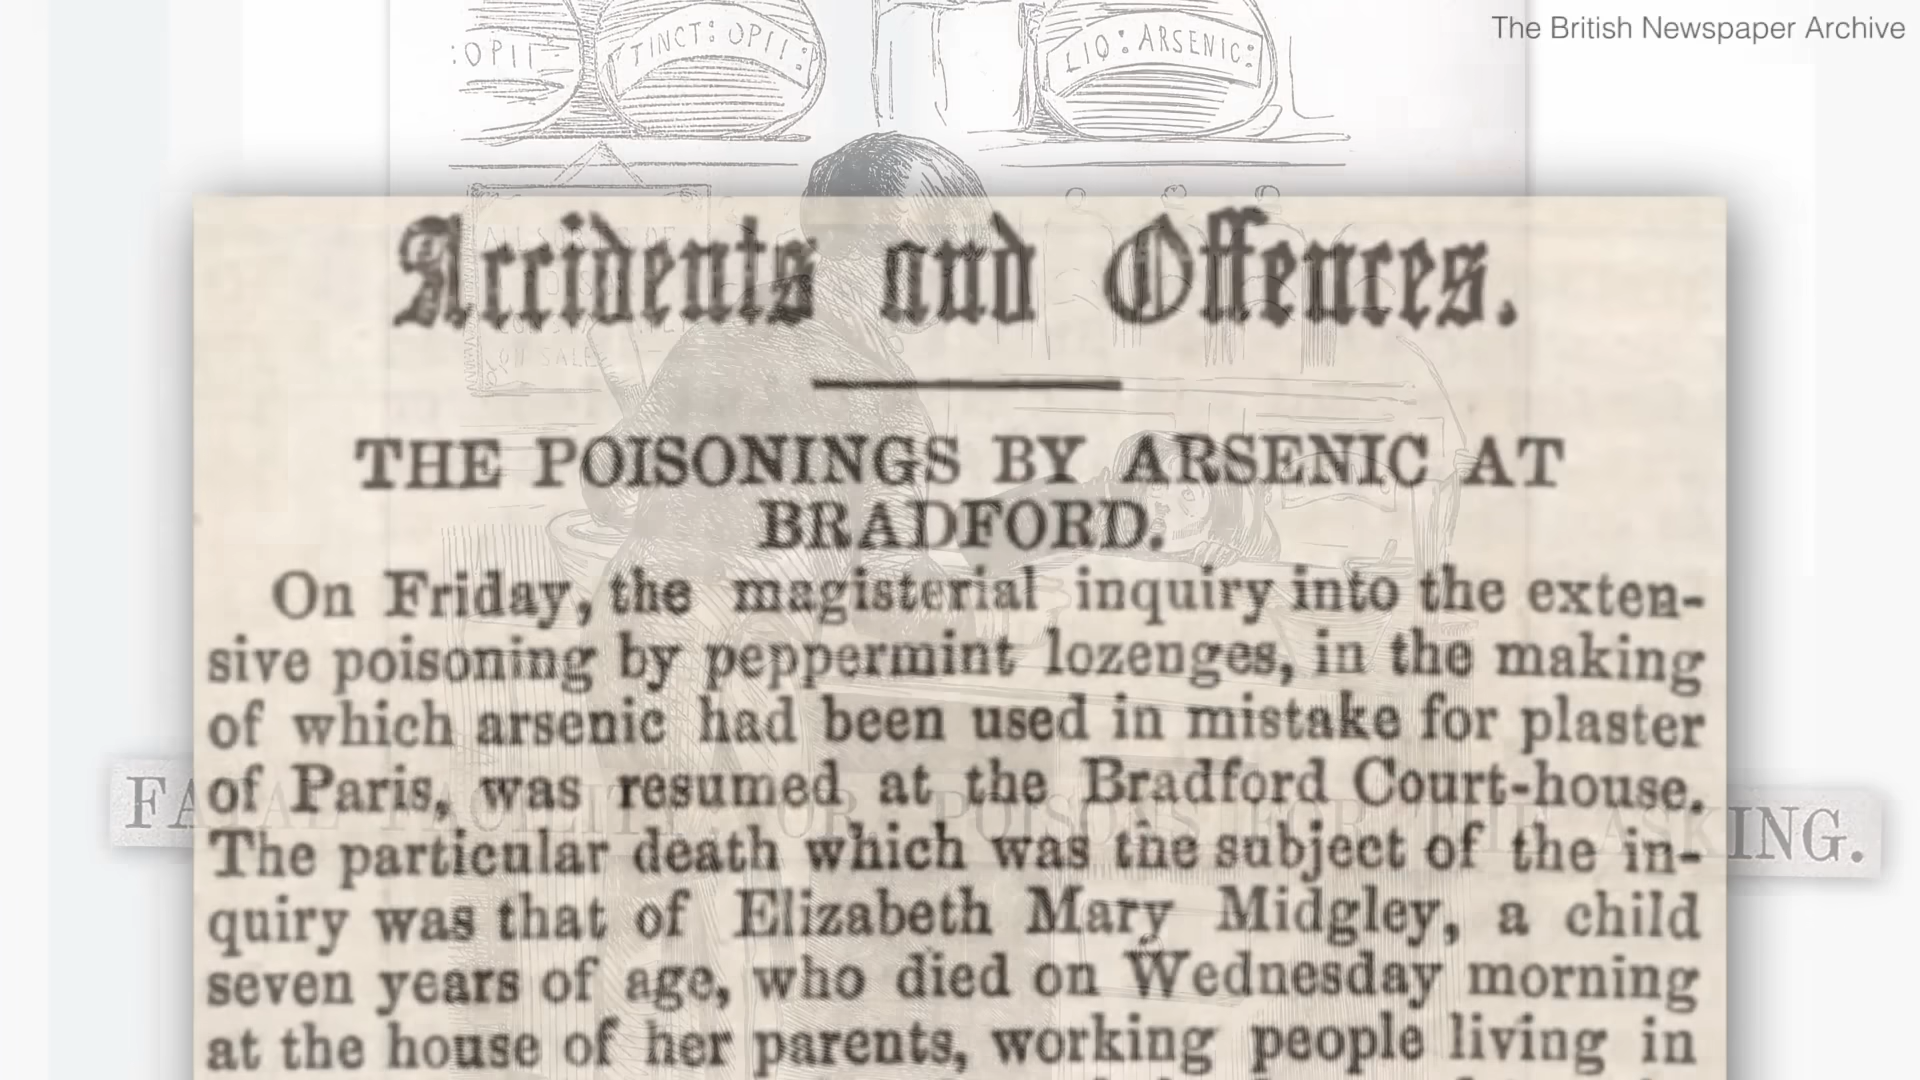 The British Newspaper Archive
: OPII
TINCT: OPII:
LIQ: ARSENIC:
Accidents and Offences.
ON SALE
THE POISONINGS BY ARSENIC AT
BRADFORD.
On Friday, the magisterial inquiry into the exten-
sive poisoning by peppermint lozenges, in the making
of which arsenic had been used in mistake for plaster
of Paris, was resumed at the Bradford Court-house.
FATAL FACILITY; OR, POISONS FOR THE ASKING.
The particular death which was the subject of the in-
quiry was that of Elizabeth Mary Midgley, a child
seven years of age, who died on Wednesday morning
at the house of her parents, working people living in